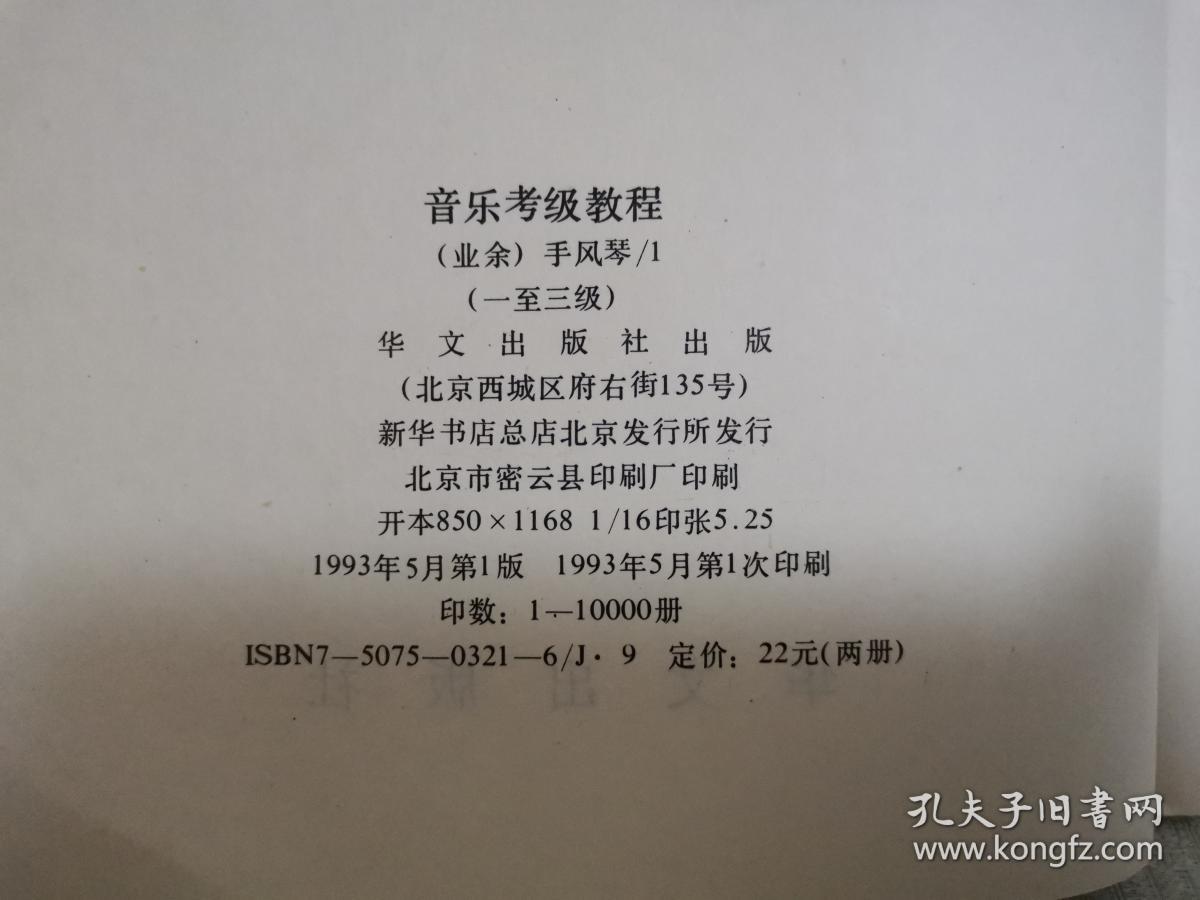 音乐考级教程
(业余) 手风琴/1
(一至三级)
华文出版社出版
(北京西城区府右街135号)
新华书店总店北京发行所发行
北京市密云县印刷厂印刷
开本850×1168 1/16印张5.25
1993年5月第1版 1993年5月第1次印刷
印数：1—10000册
ISBN7—5075—0321—6/J·9 定价：22元(两册)
华文出版社
孔夫子旧书网
www.kongfz.com